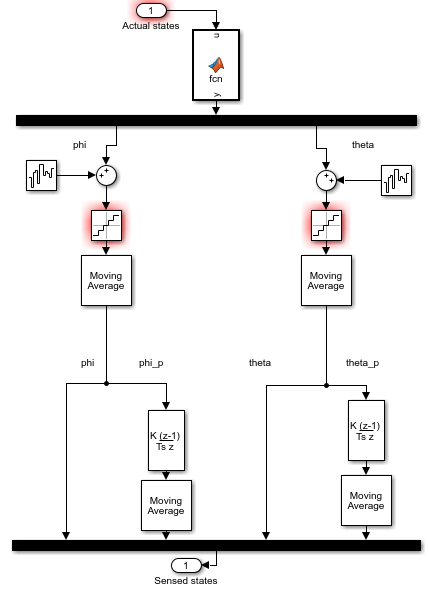 1
Actual states
u
fcn
y
phi
theta
Moving
Average
Moving
Average
phi
phi_p
theta
theta_p
K (z-1)
Ts z
K (z-1)
Ts z
Moving
Average
Moving
Average
1
Sensed states